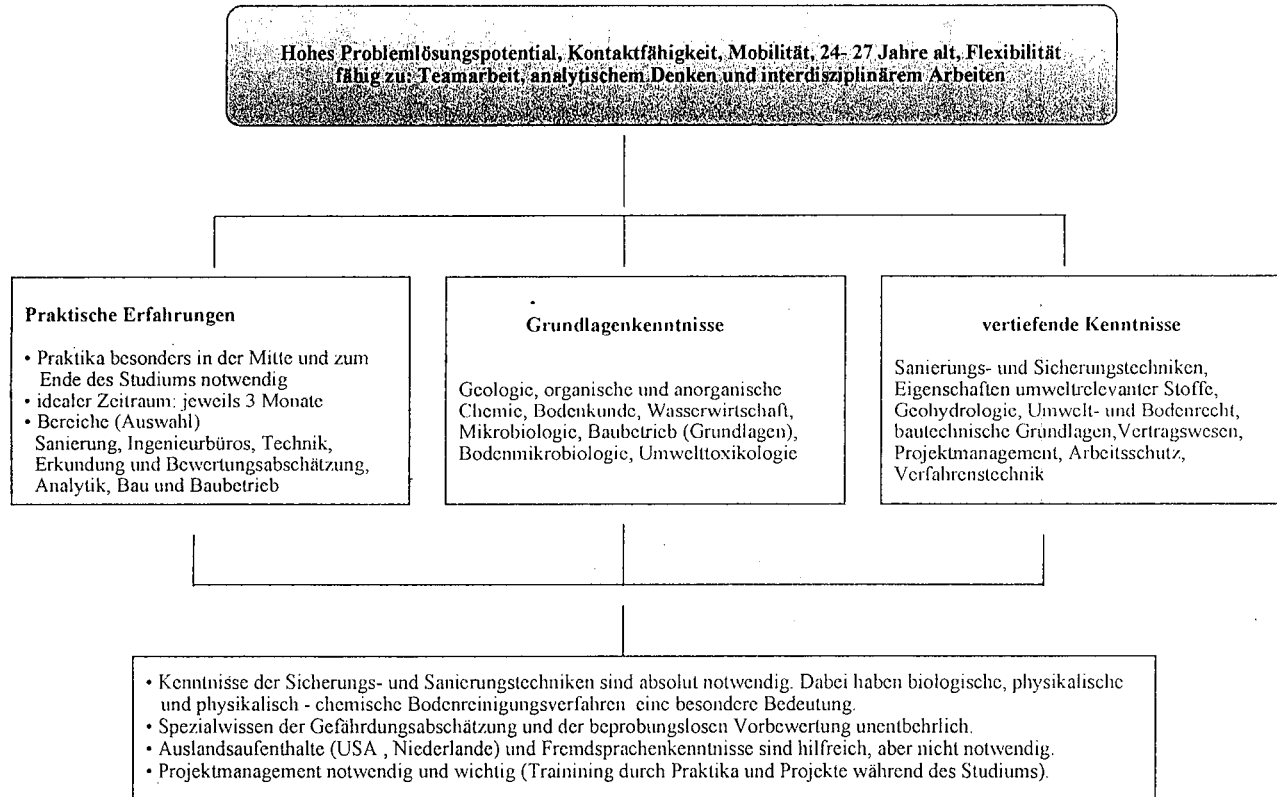 Hohes Problemlösungspotential, Kontaktfähigkeit, Mobilität, 24- 27 Jahre alt, Flexibilität
fähig zu: Teamarbeit, analytischem Denken und interdisziplinärem Arbeiten
Praktische Erfahrungen
• Praktika besonders in der Mitte und zum
Ende des Studiums notwendig
• idealer Zeitraum: jeweils 3 Monate
• Bereiche (Auswahl)
Sanierung, Ingenieurbüros, Technik,
Erkundung und Bewertungsabschätzung,
Analytik, Bau und Baubetrieb
Grundlagenkenntnisse
Geologie, organische und anorganische
Chemie, Bodenkunde, Wasserwirtschaft,
Mikrobiologie, Baubetrieb (Grundlagen),
Bodenmikrobiologie, Umwelttoxikologie
vertiefende Kenntnisse
Sanierungs- und Sicherungstechniken,
Eigenschaften umweltrelevanter Stoffe,
Geohydrologie, Umwelt- und Bodenrecht,
bautechnische Grundlagen,Vertragswesen,
Projektmanagement, Arbeitsschutz,
Verfahrenstechnik
• Kenntnisse der Sicherungs- und Sanierungstechniken sind absolut notwendig. Dabei haben biologische, physikalische
und physikalisch - chemische Bodenreinigungsverfahren eine besondere Bedeutung.
• Spezialwissen der Gefährdungsabschätzung und der beprobungslosen Vorbewertung unentbehrlich.
• Auslandsaufenthalte (USA , Niederlande) und Fremdsprachenkenntnisse sind hilfreich, aber nicht notwendig.
• Projektmanagement notwendig und wichtig (Trainining durch Praktika und Projekte während des Studiums).